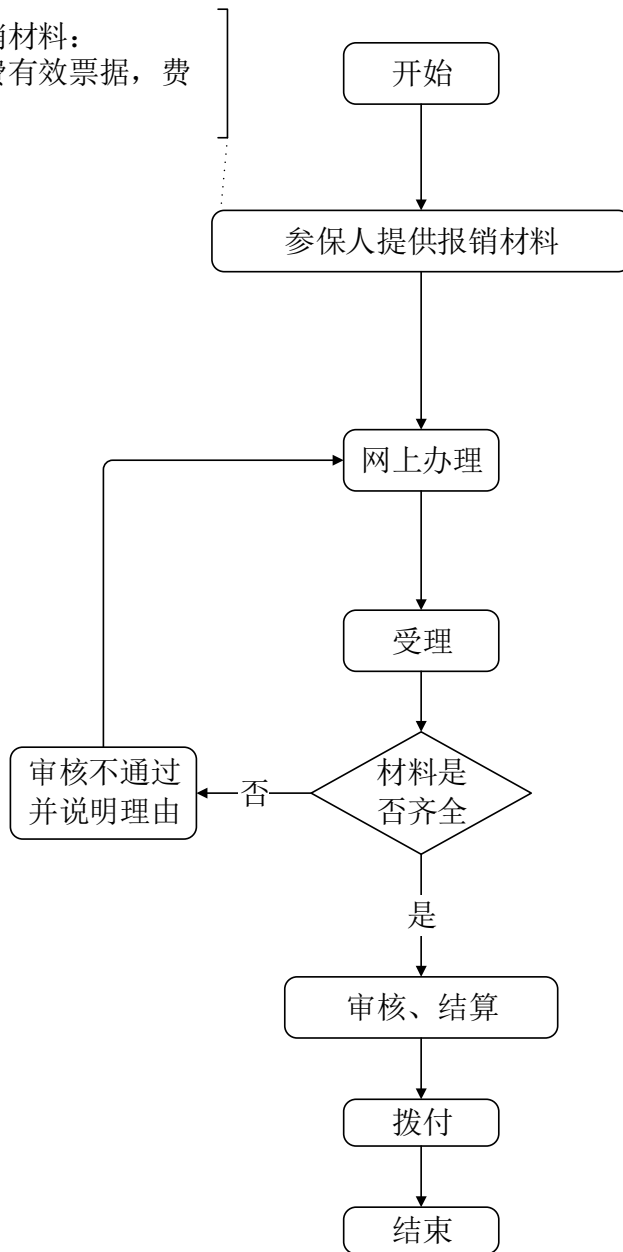 销材料：
费有效票据，费
开始
参保人提供报销材料
网上办理
受理
材料是
否齐全
否
审核不通过
并说明理由
是
审核、结算
拨付
结束